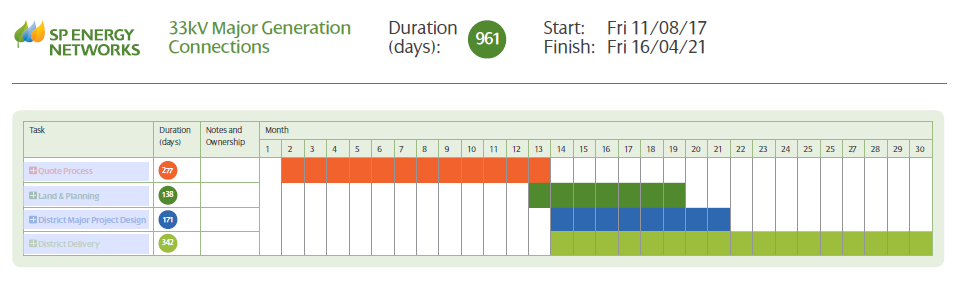 SP ENERGY
NETWORKS
33kV Major Generation
Connections
Duration
(days):
961
Start: Fri 11/08/17
Finish: Fri 16/04/21
Task
Duration
(days)
Notes and
Ownership
Month
1 2 3 4 5 6 7 8 9 10 11 12 13 14 15 16 17 18 19 20 21 22 23 24 25 25 27 28 29 30
Quote Process 277
Land & Planning 138
District Major Project Design 171
District Delivery 342